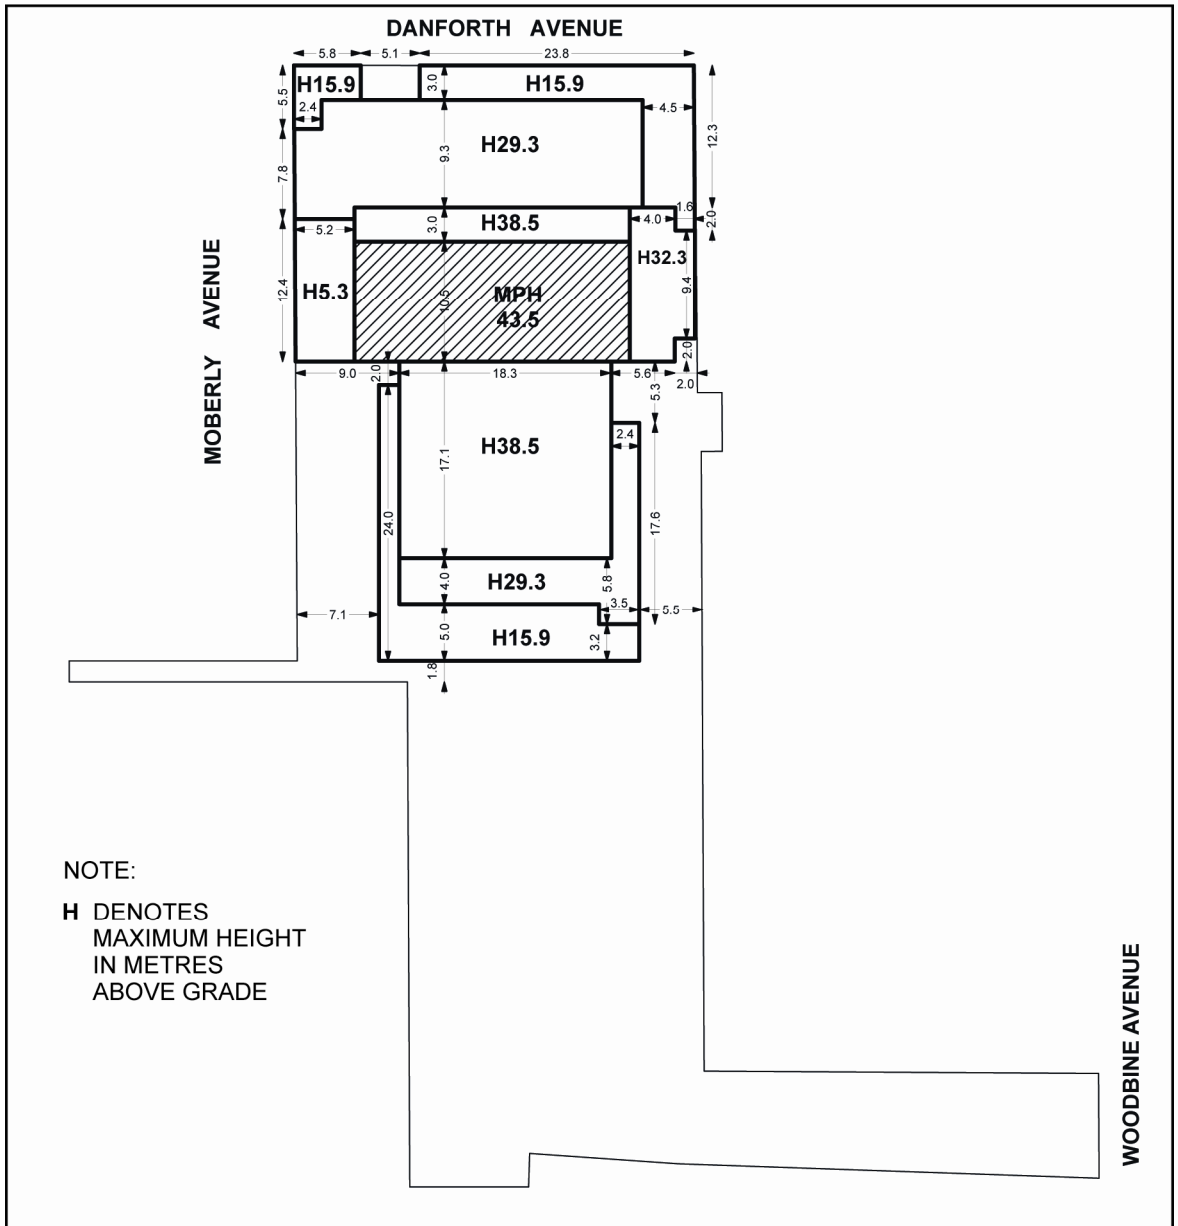 DANFORTH AVENUE
5.8 5.1 23.8
H15.9 3.0 H15.9
5.5 2.4 4.5
12.3
H29.3
9.3
7.8
1.6
H38.5 4.0 2.0
3.0
5.2
H32.3
MOBERLY AVENUE
12.4 H5.3 10.5 MPH 9.4
43.5
2.0
2.0 9.0 18.3 5.6 2.0
5.3
2.4
H38.5
17.1
24.0 17.6
H29.3
4.0 5.8
3.5
7.1 5.5
5.0 H15.9 3.2
1.8
NOTE:
H DENOTES
MAXIMUM HEIGHT
IN METRES
ABOVE GRADE
WOODBINE AVENUE